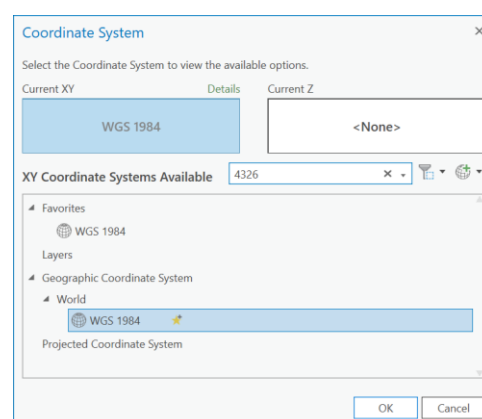 Coordinate System
Select the Coordinate System to view the available options.
Current XY Details Current Z
WGS 1984 <None>
XY Coordinate Systems Available 4326
Favorites
WGS 1984
Layers
Geographic Coordinate System
World
WGS 1984
Projected Coordinate System
OK Cancel